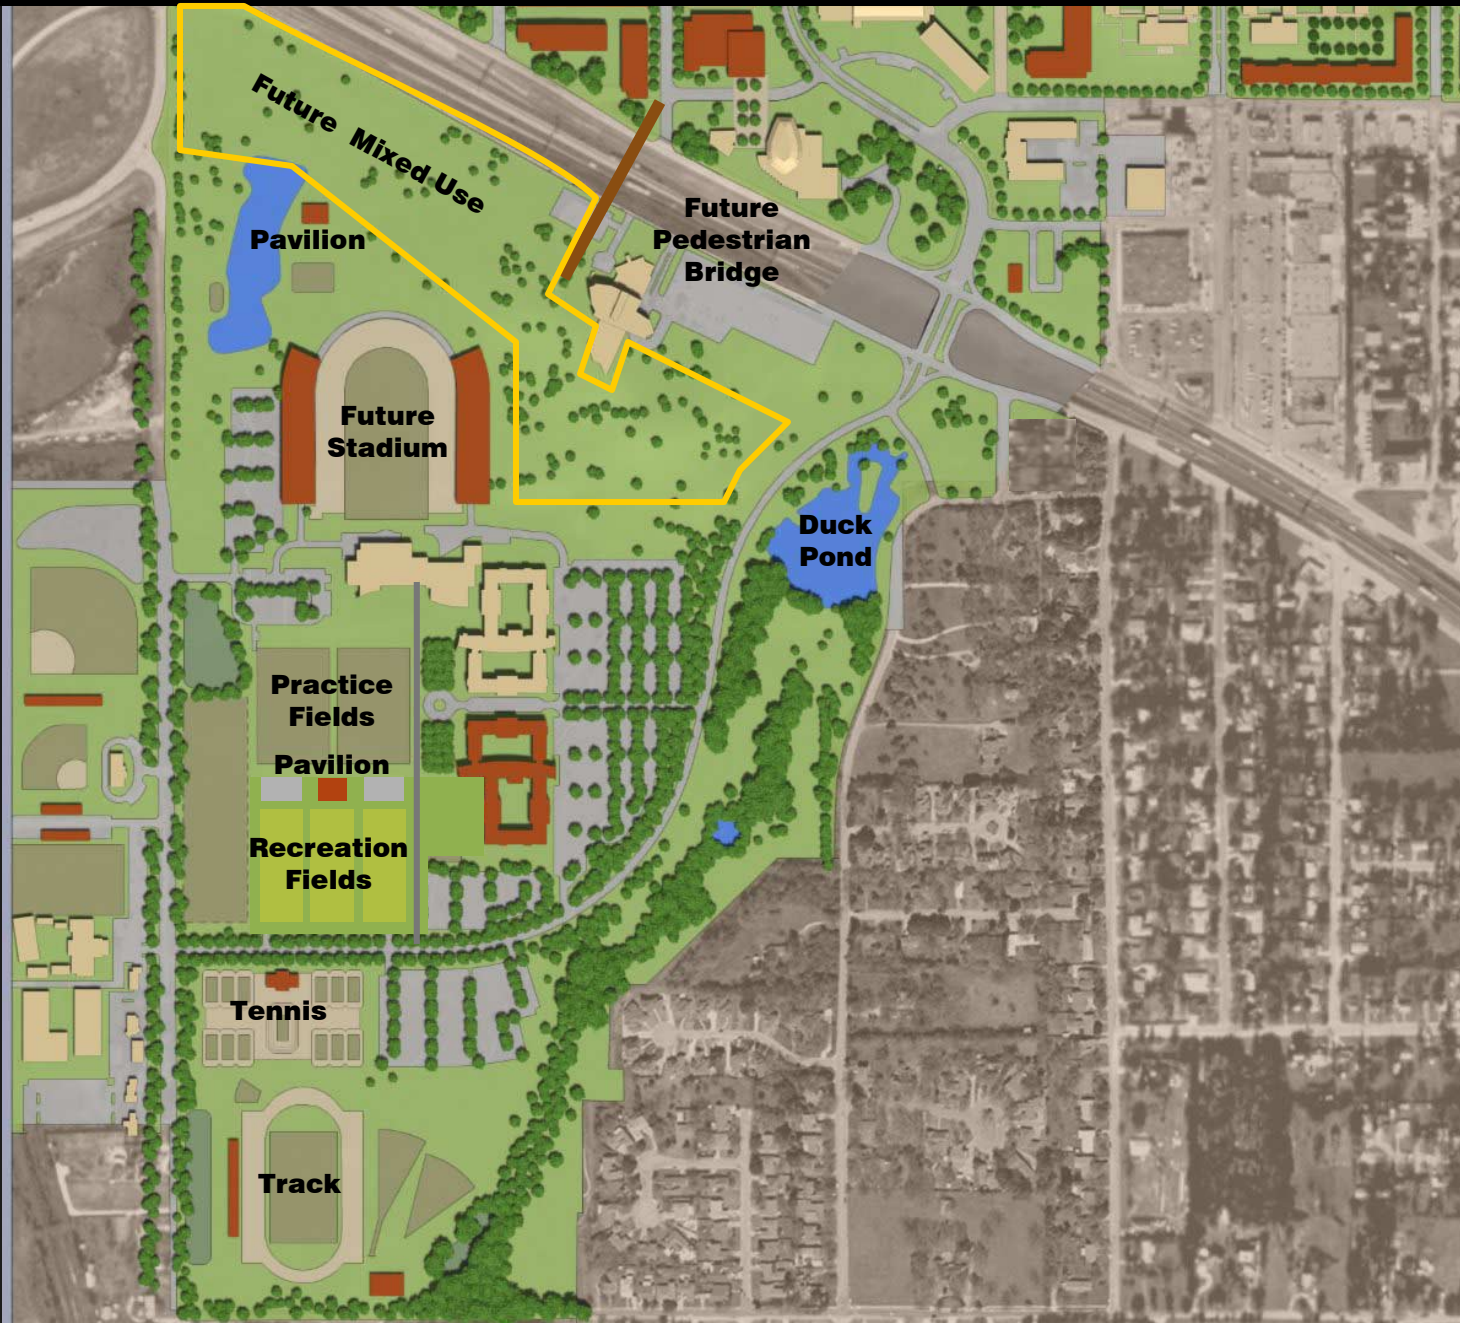 Future Mixed Use
Future
Pedestrian
Bridge
Pavilion
Future
Stadium
Duck
Pond
Practice
Fields
Pavilion
Recreation
Fields
Tennis
Track